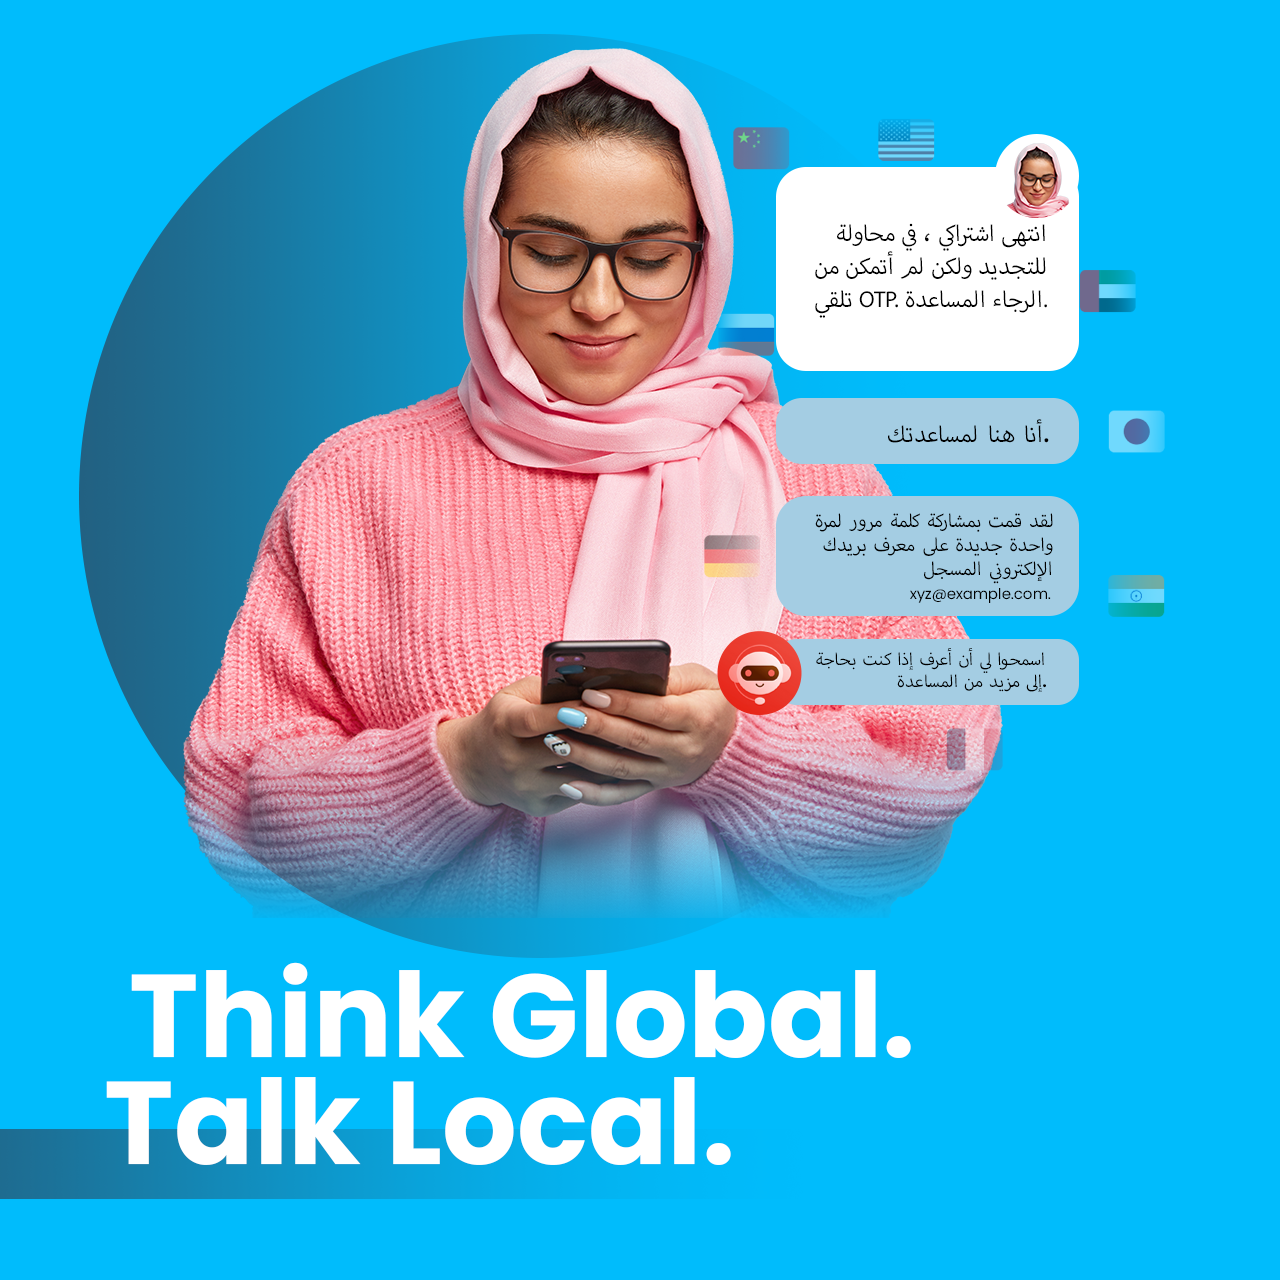 انتهى اشتراكي ، في محاولة
للتجديد ولكن لم أتمكن من
تلقي OTP. الرجاء المساعدة.
أنا هنا لمساعدتك.
لقد قمت بمشاركة كلمة مرور لمرة
واحدة جديدة على معرف بريدك
الإلكتروني المسجل
xyz@example.com.
اسمحوا لي أن أعرف إذا كنت بحاجة
إلى مزيد من المساعدة.
Think Global.
Talk Local.